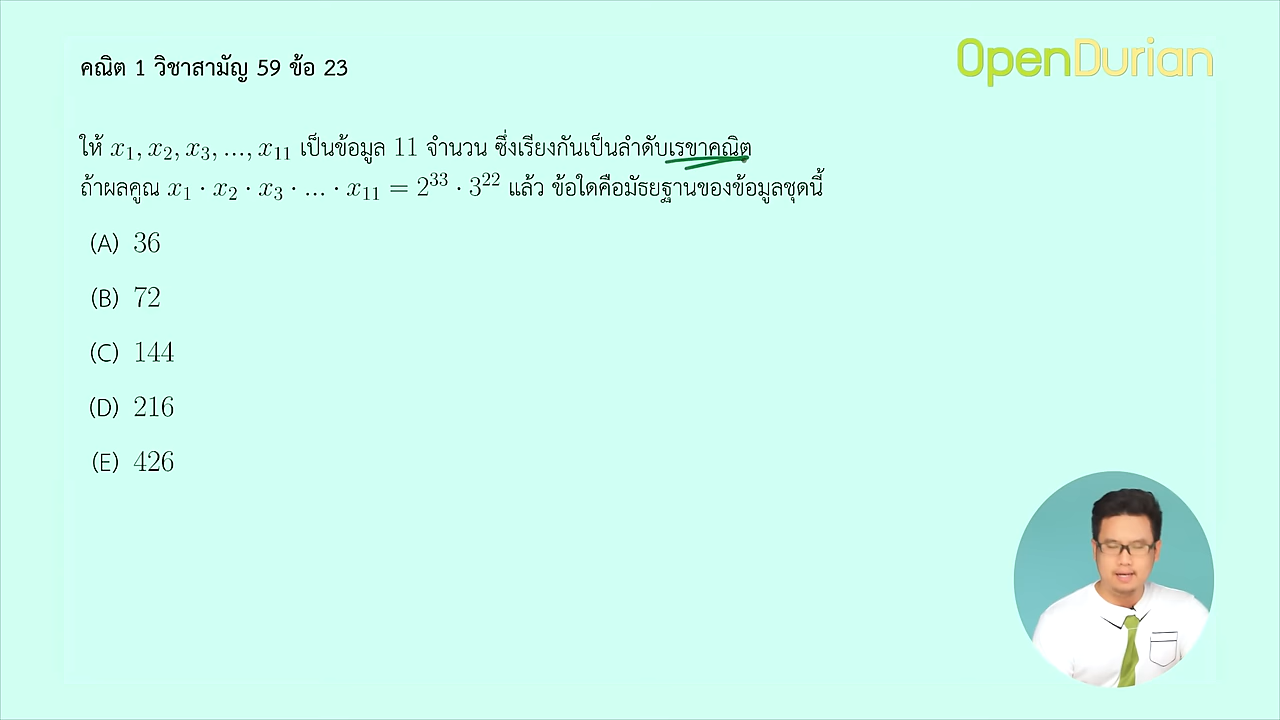 OpenDurian
คณิต 1 วิชาสามัญ 59 ข้อ 23
ให้ x₁, x₂, x₃, ..., x₁₁ เป็นข้อมูล 11 จำนวน ซึ่งเรียงกันเป็นลำดับเรขาคณิต
ถ้าผลคูณ x₁ · x₂ · x₃ · ... · x₁₁ = 2³³ · 3²² แล้ว ข้อใดคือมัธยฐานของข้อมูลชุดนี้
(A) 36
(B) 72
(C) 144
(D) 216
(E) 426